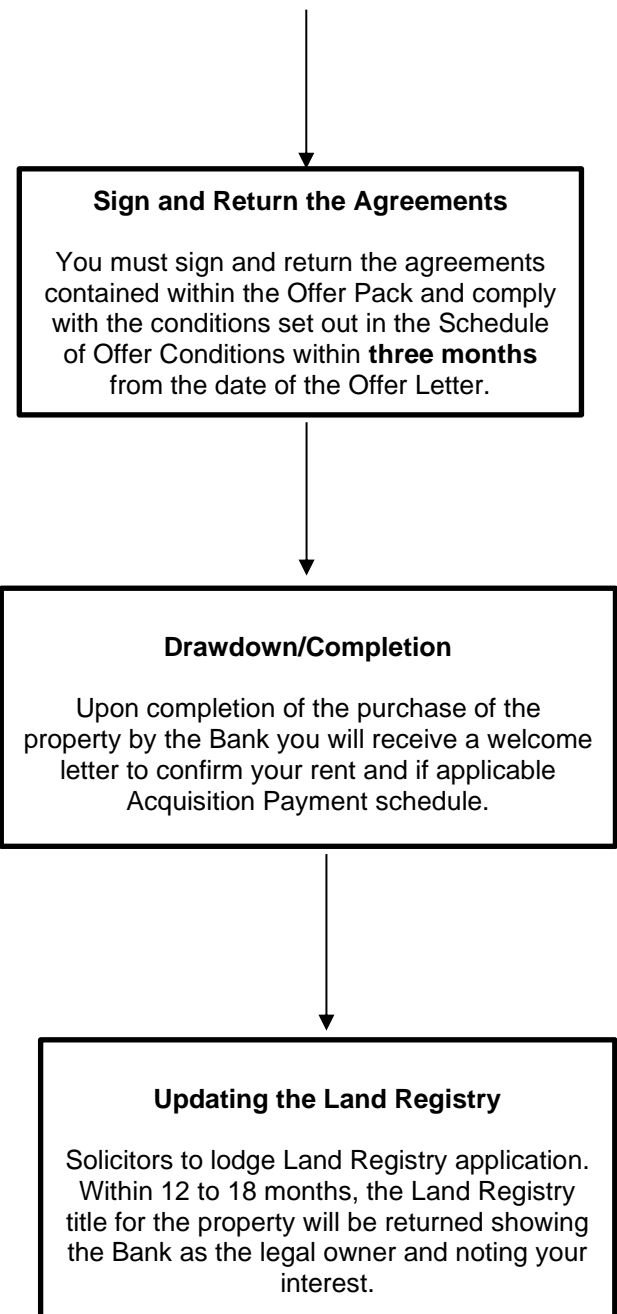 Sign and Return the Agreements
You must sign and return the agreements
contained within the Offer Pack and comply
with the conditions set out in the Schedule
of Offer Conditions within three months
from the date of the Offer Letter.
Drawdown/Completion
Upon completion of the purchase of the
property by the Bank you will receive a welcome
letter to confirm your rent and if applicable
Acquisition Payment schedule.
Updating the Land Registry
Solicitors to lodge Land Registry application.
Within 12 to 18 months, the Land Registry
title for the property will be returned showing
the Bank as the legal owner and noting your
interest.